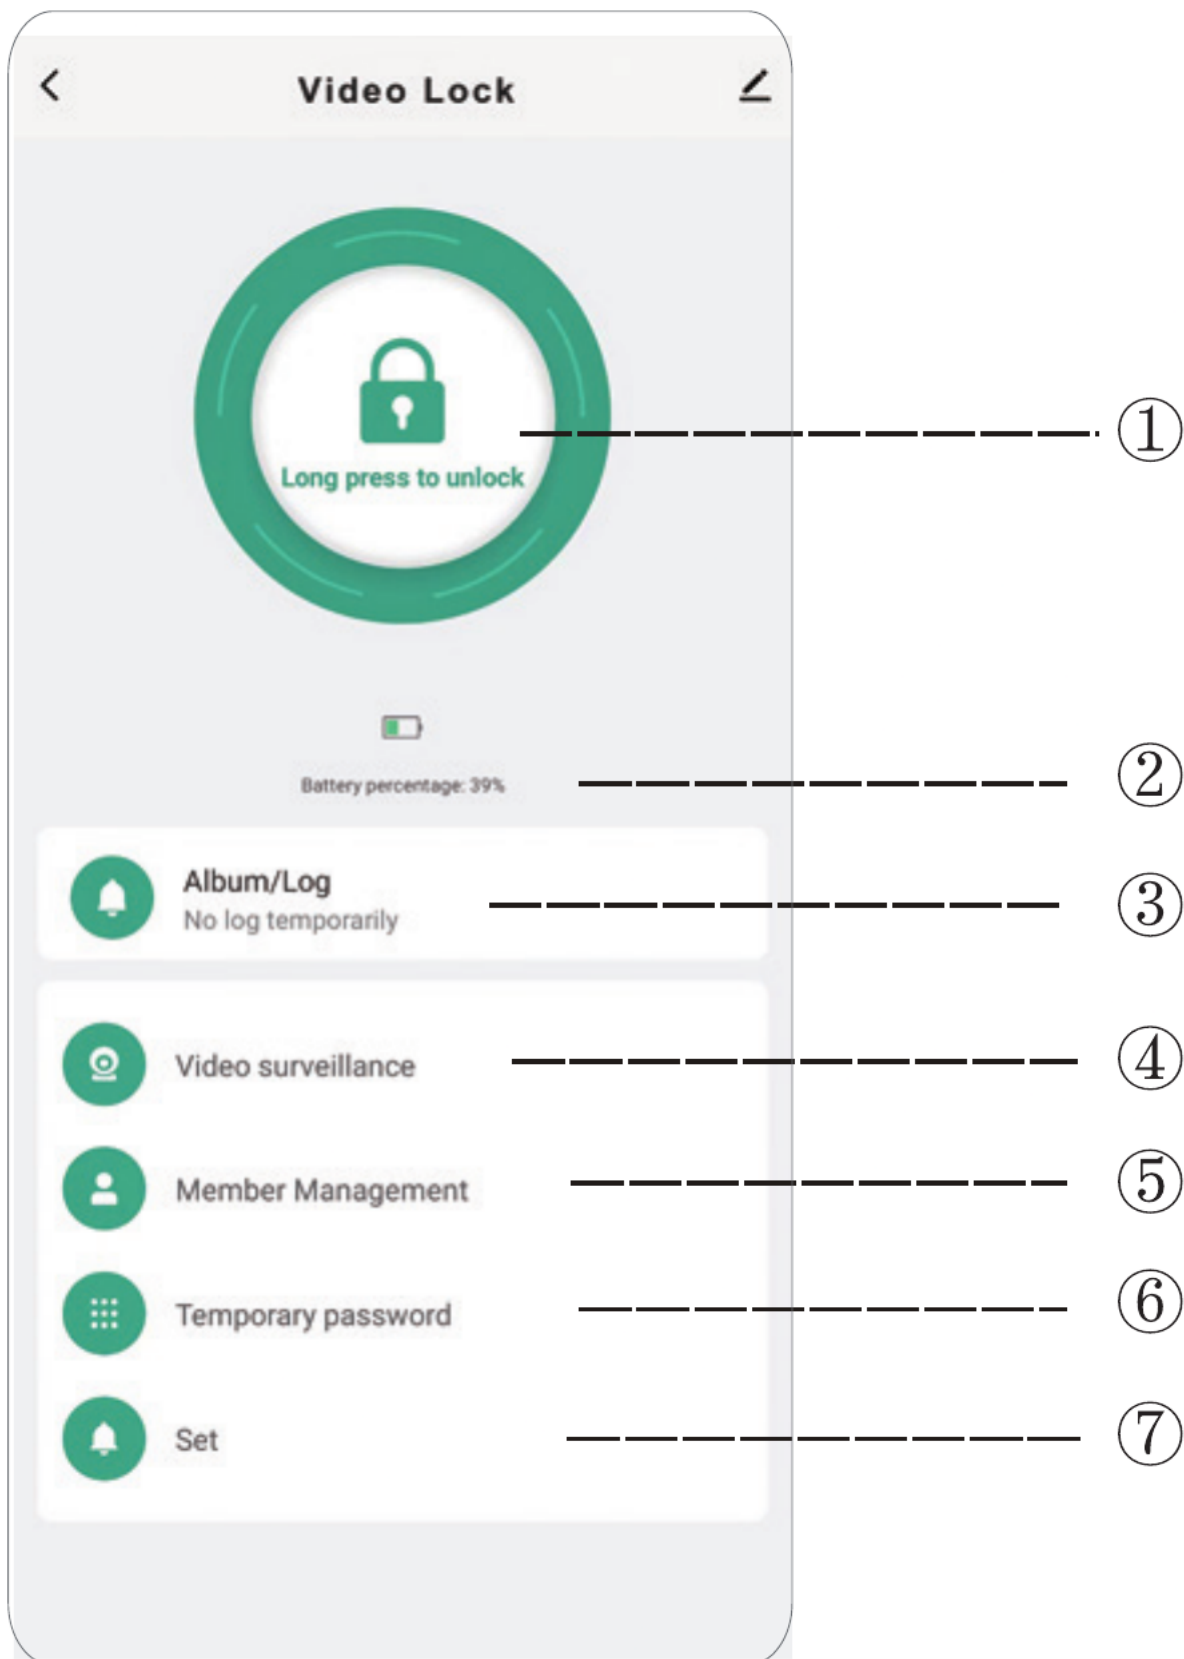 Video Lock
Long press to unlock
①
Battery percentage: 39%
②
Album/Log
No log temporarily
③
Video surveillance
④
Member Management
⑤
Temporary password
⑥
Set
⑦